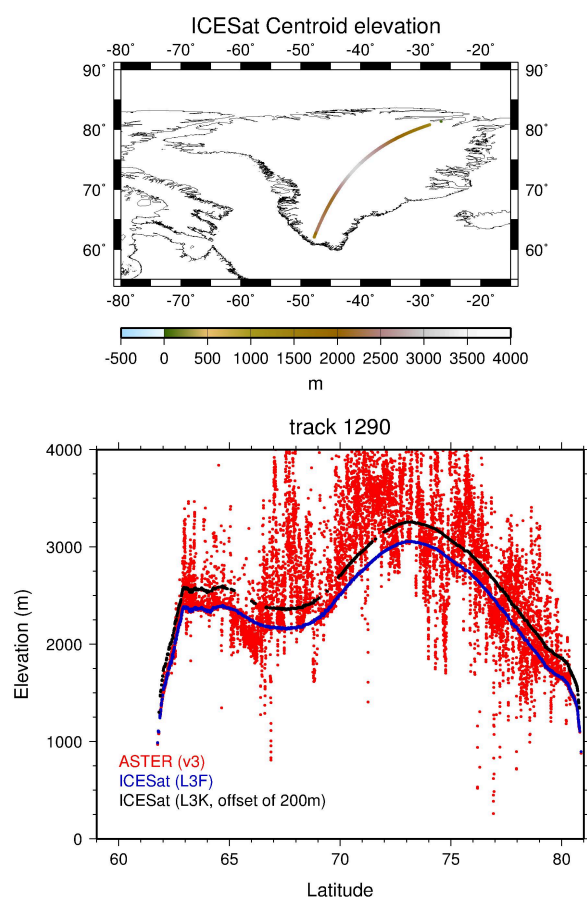 ICESat Centroid elevation
-80˚ -70˚ -60˚ -50˚ -40˚ -30˚ -20˚
90˚ 90˚
80˚ 80˚
70˚ 70˚
60˚ 60˚
-80˚ -70˚ -60˚ -50˚ -40˚ -30˚ -20˚
-500 0 500 1000 1500 2000 2500 3000 3500 4000
m
track 1290
4000
3000
2000
1000
0
Elevation (m)
ASTER (v3)
ICESat (L3F)
ICESat (L3K, offset of 200m)
60 65 70 75 80
Latitude